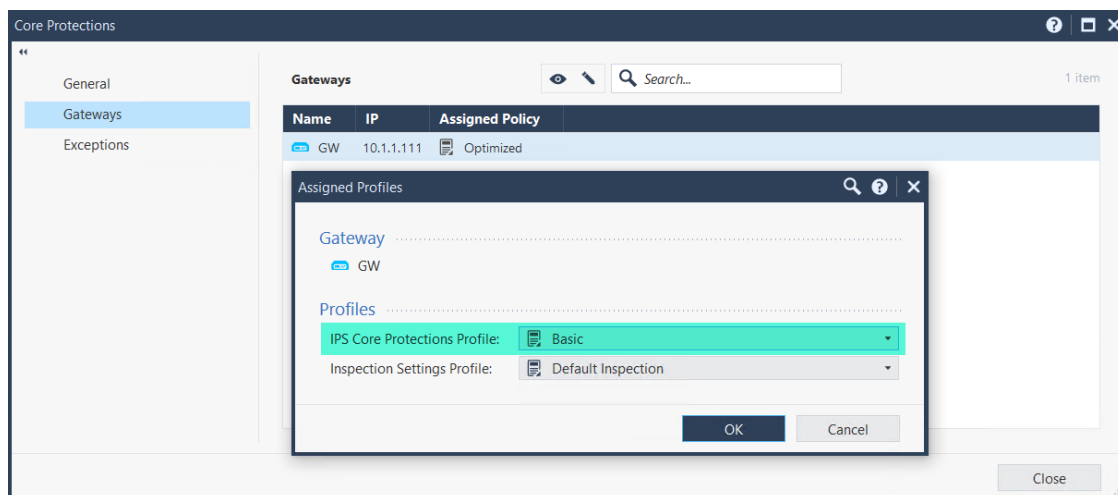 Core Protections
General
Gateways
Exceptions
Gateways
Search...
1 item
Name IP Assigned Policy
GW 10.1.1.111 Optimized
Assigned Profiles
Gateway
GW
Profiles
IPS Core Protections Profile: Basic
Inspection Settings Profile: Default Inspection
OK Cancel
Close